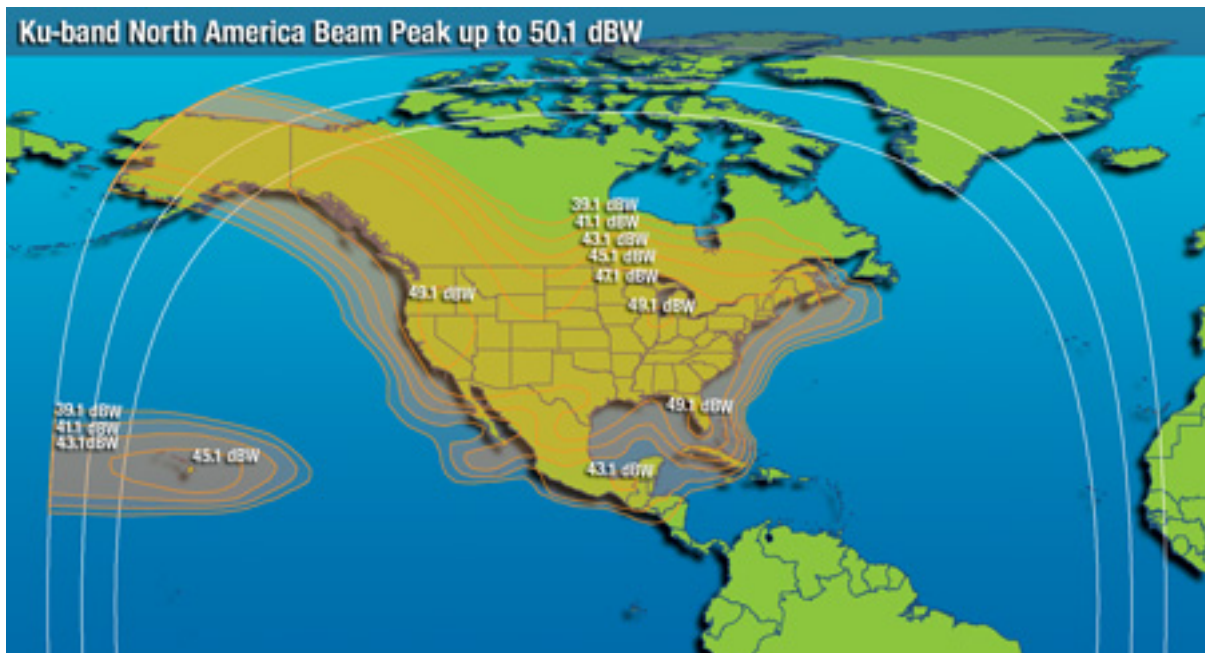 Ku-band North America Beam Peak up to 50.1 dBW
39.1 dBW
41.1 dBW
43.1 dBW
45.1 dBW
47.1 dBW
49.1 dBW
49.1 dBW
49.1 dBW
39.1 dBW
41.1 dBW
43.1dBW
45.1 dBW
43.1 dBW